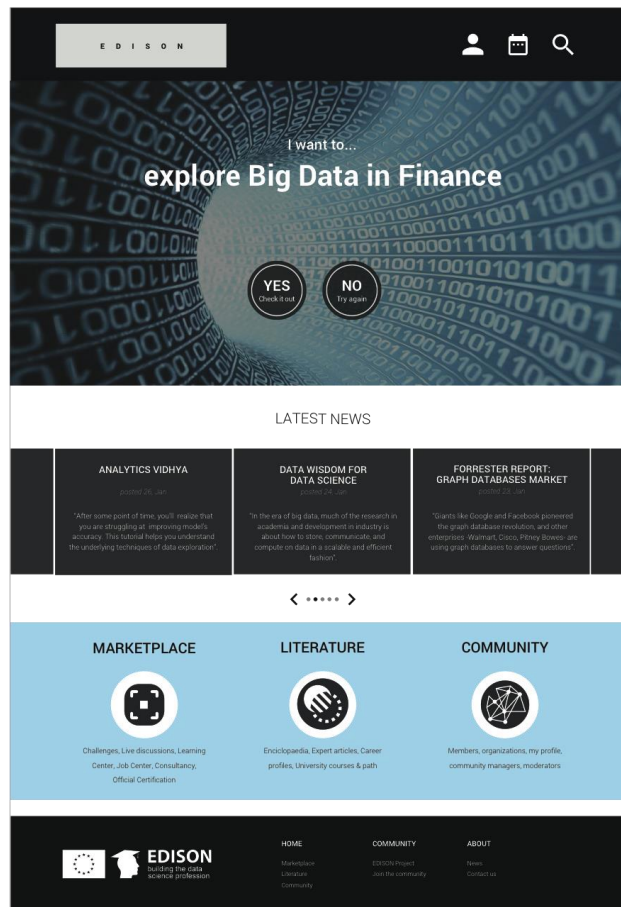 EDISON
I want to...
explore Big Data in Finance
YES
Check it out
NO
Try again
LATEST NEWS
ANALYTICS VIDHYA
posted 26. Jan
"After some point of time, you'll realize that
you are struggling at improving model's
accuracy. This tutorial helps you understand
the underlying techniques of data exploration".
DATA WISDOM FOR
DATA SCIENCE
posted 24. Jan
"In the era of big data, much of the research in
academia and development in industry is
about how to store, communicate, and
compute on data in a scalable and efficient
fashion"
FORRESTER REPORT:
GRAPH DATABASES MARKET
posted 23. Jan
"Giants like Google and Facebook pioneered
the graph database revolution, and other
enterprises -Walmart, Cisco, Pitney Bowes- are
using graph databases to answer questions".
MARKETPLACE
Challenges, Live discussions, Learning
Center, Job Center, Consultancy,
Official Certification
LITERATURE
Enciclopaedia, Expert articles, Career
profiles, University courses & path
COMMUNITY
Members, organizations, my profile,
community managers, moderators
EDISON
building the data
science profession
HOME
Marketplace
Literature
Community
COMMUNITY
EDISON Project
Join the community
ABOUT
News
Contact us